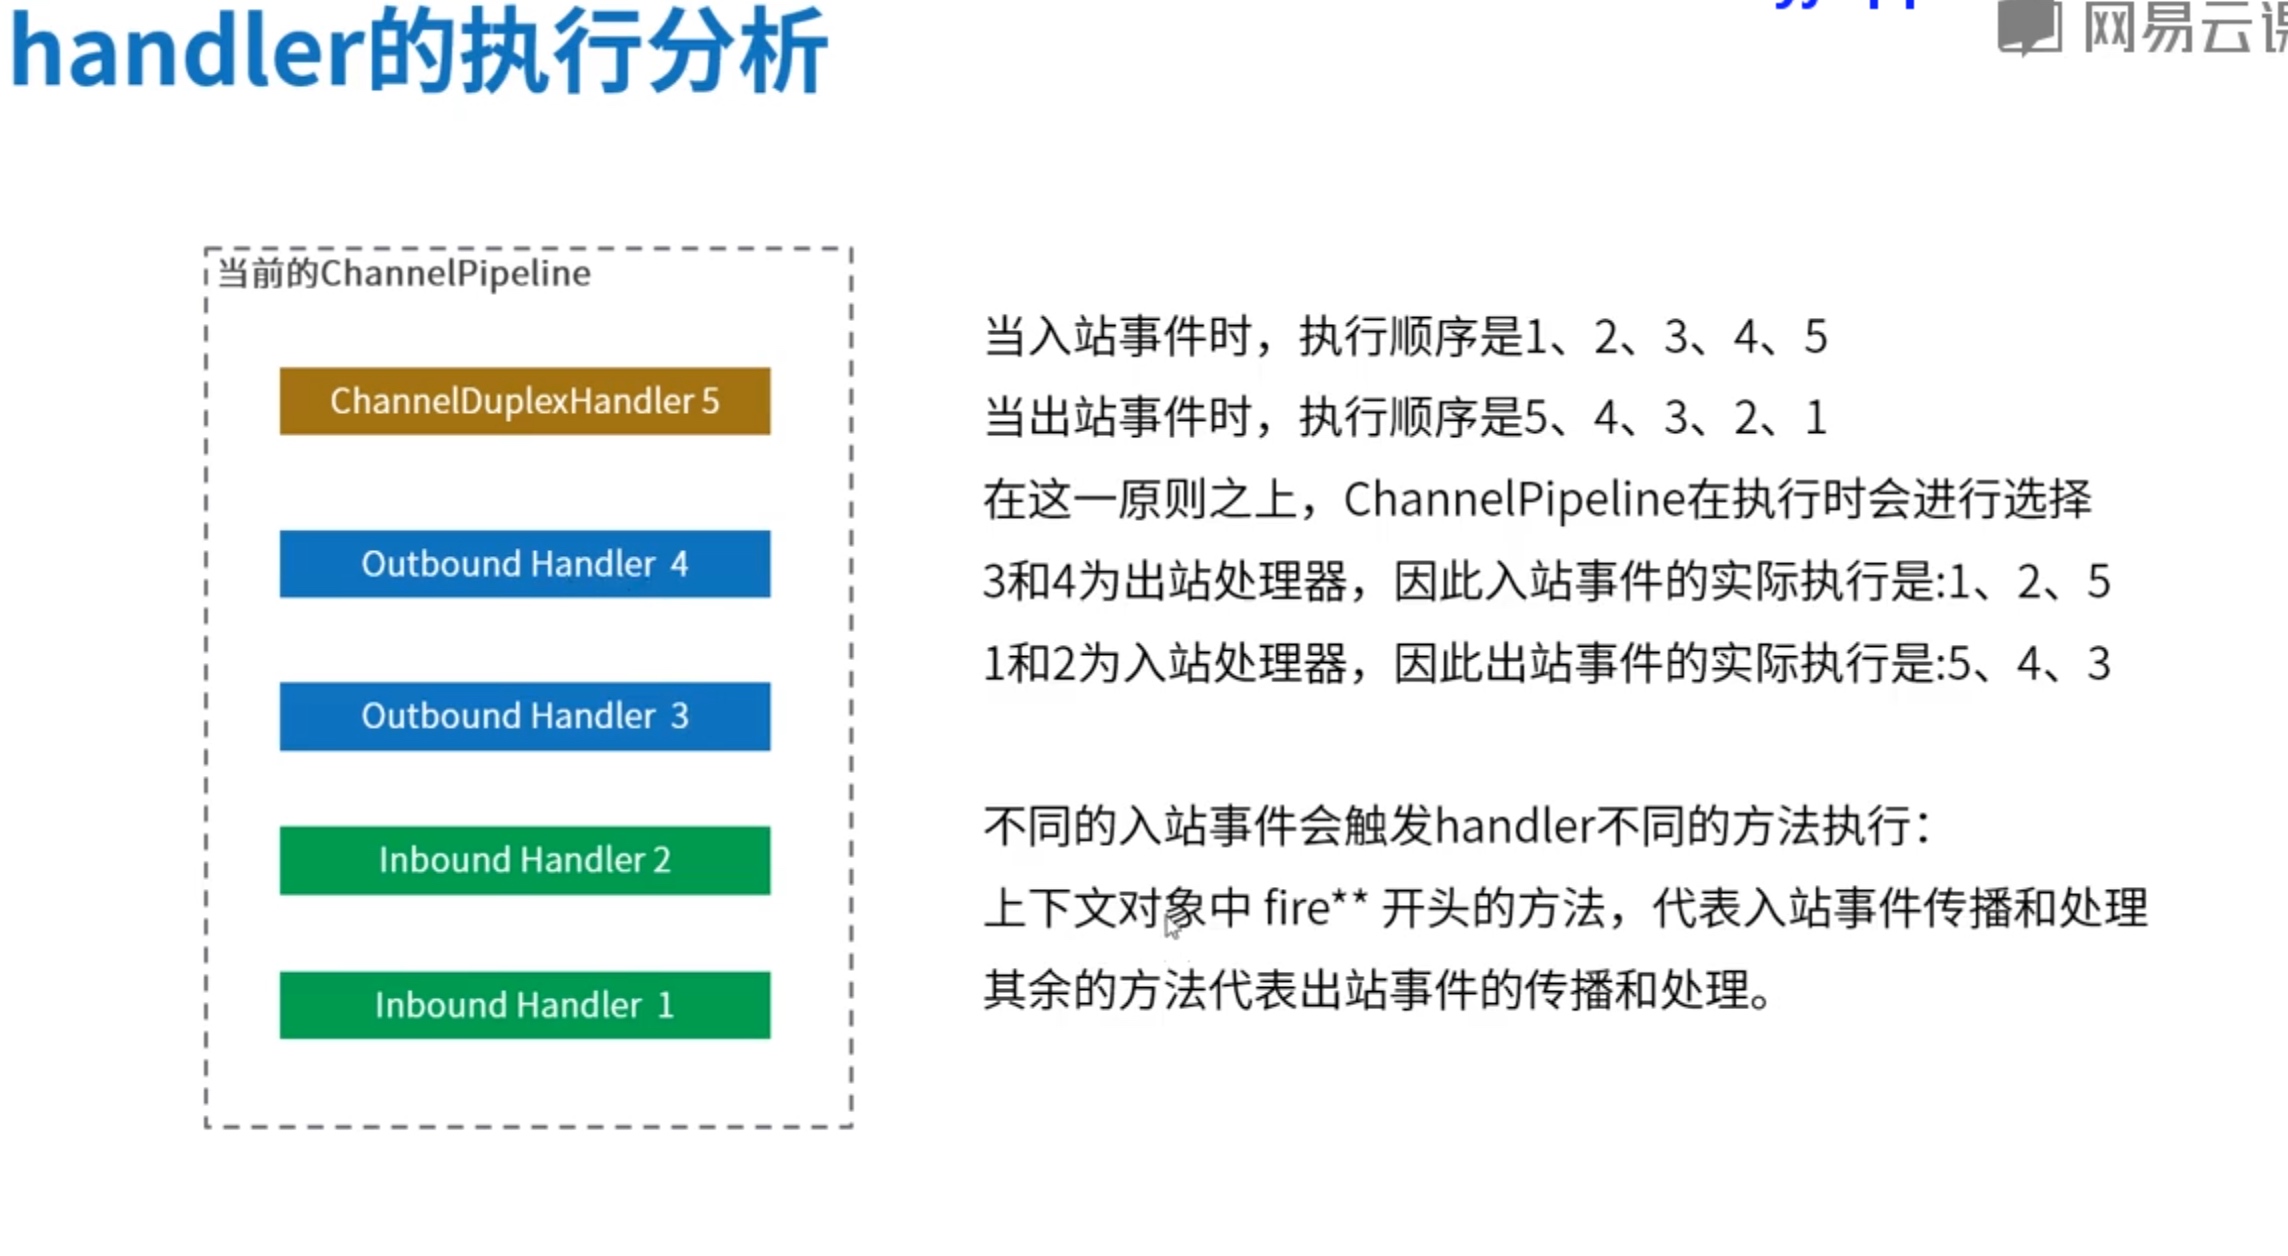 handler的执行分析
网易云课
当前的ChannelPipeline
ChannelDuplexHandler 5
Outbound Handler 4
Outbound Handler 3
Inbound Handler 2
Inbound Handler 1
当入站事件时，执行顺序是1、2、3、4、5
当出站事件时，执行顺序是5、4、3、2、1
在这一原则之上，ChannelPipeline在执行时会进行选择
3和4为出站处理器，因此入站事件的实际执行是:1、2、5
1和2为入站处理器，因此出站事件的实际执行是:5、4、3
不同的入站事件会触发handler不同的方法执行：
上下文对象中 fire** 开头的方法，代表入站事件传播和处理
其余的方法代表出站事件的传播和处理。